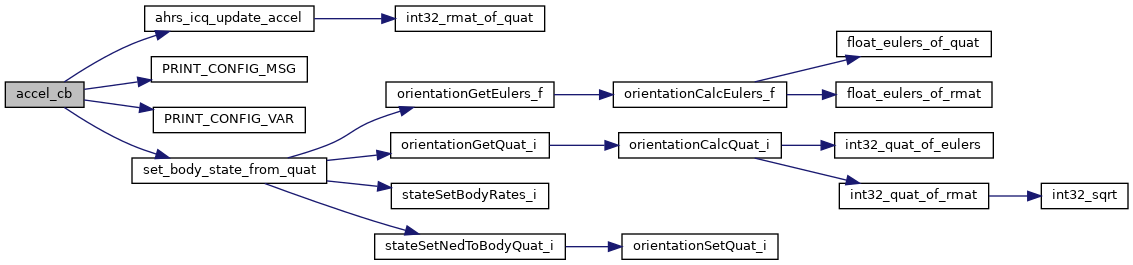 accel_cb
ahrs_icq_update_accel
int32_rmat_of_quat
PRINT_CONFIG_MSG
PRINT_CONFIG_VAR
set_body_state_from_quat
orientationGetEulers_f
orientationCalcEulers_f
float_eulers_of_quat
float_eulers_of_rmat
orientationGetQuat_i
orientationCalcQuat_i
int32_quat_of_eulers
int32_quat_of_rmat
int32_sqrt
stateSetBodyRates_i
stateSetNedToBodyQuat_i
orientationSetQuat_i